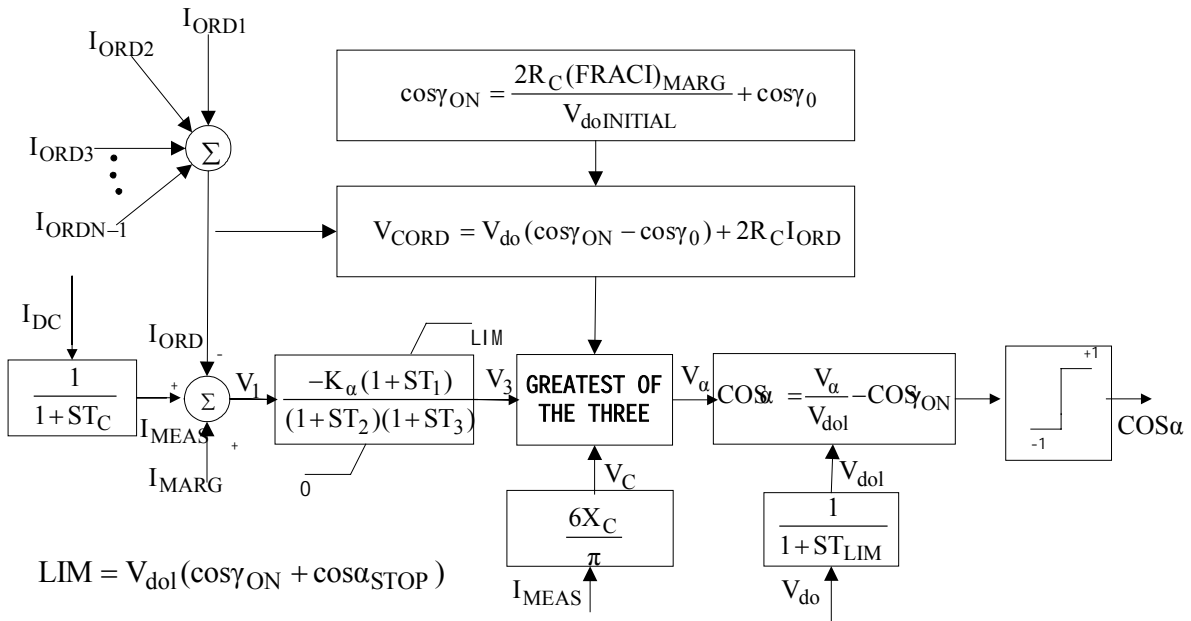 I_ORD1
I_ORD2
cosγ_ON = 2R_C(FRACI)_MARG / V_doINITIAL + cosγ_0
I_ORD3
Σ
I_ORDN−1
V_CORD = V_do(cosγ_ON − cosγ_0) + 2R_C I_ORD
I_DC
I_ORD
-
LIM
+1
1 / 1+ST_C
+
Σ
V_1
−K_α(1+ST_1) / (1+ST_2)(1+ST_3)
V_3
GREATEST OF
THE THREE
V_α
COSα = V_α / V_dol − COSγ_ON
-1
COSα
I_MEAS
+
I_MARG
0
V_C
V_dol
6X_C / π
1 / 1+ST_LIM
LIM = V_dol(cosγ_ON + cosα_STOP)
I_MEAS
V_do